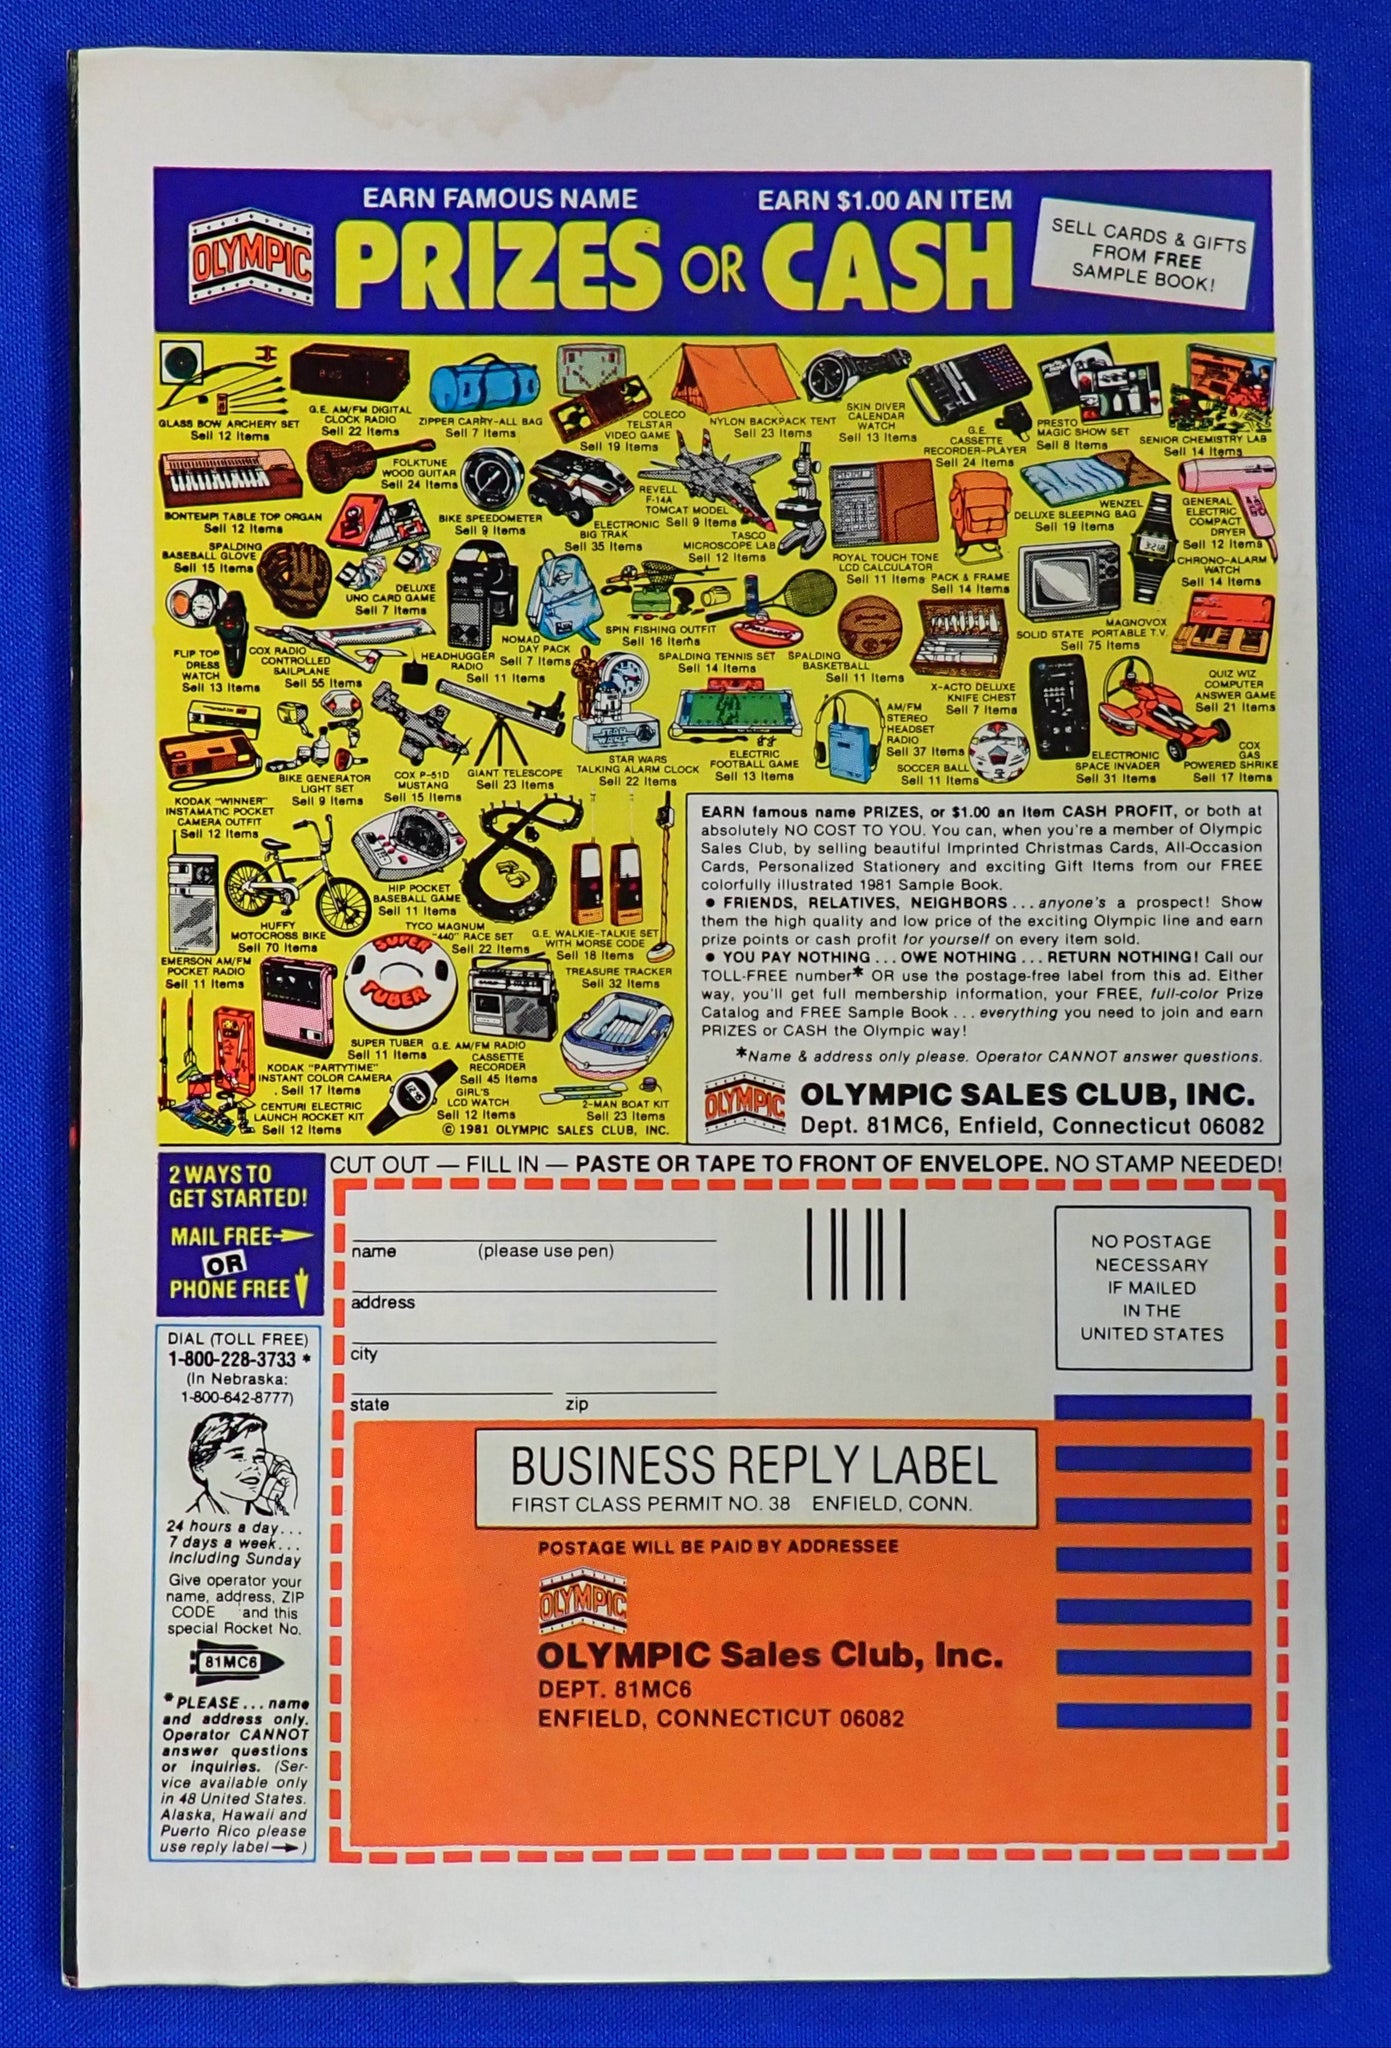 EARN FAMOUS NAME
EARN $1.00 AN ITEM
OLYMPIC
PRIZES OR CASH
SELL CARDS & GIFTS
FROM FREE
SAMPLE BOOK!
GLASS BOW ARCHERY SET
Sell 12 Items
G.E. AM/FM DIGITAL
CLOCK RADIO
Sell 22 Items
ZIPPER CARRY-ALL BAG
Sell 7 Items
COLECO
TELSTAR
VIDEO GAME
Sell 19 Items
NYLON BACKPACK TENT
Sell 23 Items
SKIN DIVER
CALENDAR
WATCH
Sell 13 Items
G.E.
CASSETTE
RECORDER-PLAYER
Sell 24 Items
PRESTO
MAGIC SHOW SET
Sell 8 Items
SENIOR CHEMISTRY LAB
Sell 14 Items
BONTEMPI TABLE TOP ORGAN
Sell 12 Items
FOLKTUNE
WOOD GUITAR
Sell 24 Items
BIKE SPEEDOMETER
Sell 9 Items
ELECTRONIC
BIG TRAK
Sell 35 Items
REVELL
F-14A
TOMCAT MODEL
Sell 9 Items
TASCO
MICROSCOPE LAB
Sell 12 Items
ROYAL TOUCH TONE
LCD CALCULATOR
Sell 11 Items
PACK & FRAME
Sell 14 Items
WENZEL
DELUXE SLEEPING BAG
Sell 19 Items
GENERAL
ELECTRIC
COMPACT
DRYER
Sell 12 Items
SPALDING
BASEBALL GLOVE
Sell 15 Items
DELUXE
UNO CARD GAME
Sell 7 Items
HEADHUGGER
RADIO
Sell 11 Items
NOMAD
DAY PACK
Sell 7 Items
SPIN FISHING OUTFIT
Sell 16 Items
SPALDING TENNIS SET
Sell 14 Items
SPALDING
BASKETBALL
Sell 11 Items
X-ACTO DELUXE
KNIFE CHEST
Sell 7 Items
MAGNOVOX
SOLID STATE PORTABLE T.V.
Sell 75 Items
CHRONO-ALARM
WATCH
Sell 14 Items
FLIP TOP
DRESS
WATCH
Sell 13 Items
COX RADIO
CONTROLLED
SAILPLANE
Sell 55 Items
QUIZ WIZ
COMPUTER
ANSWER GAME
Sell 21 Items
KODAK "WINNER"
INSTAMATIC POCKET
CAMERA OUTFIT
Sell 12 Items
BIKE GENERATOR
LIGHT SET
Sell 9 Items
COX P-51D
MUSTANG
Sell 15 Items
GIANT TELESCOPE
Sell 23 Items
STAR WARS
STAR WARS
TALKING ALARM CLOCK
Sell 22 Items
ELECTRIC
FOOTBALL GAME
Sell 13 Items
AM/FM
STEREO
HEADSET
RADIO
Sell 37 Items
SOCCER BALL
Sell 11 Items
ELECTRONIC
SPACE INVADER
Sell 31 Items
COX
GAS
POWERED SHRIKE
Sell 17 Items
EMERSON AM/FM
POCKET RADIO
Sell 11 Items
HUFFY
MOTOCROSS BIKE
Sell 70 Items
HIP POCKET
BASEBALL GAME
Sell 11 Items
TYCO MAGNUM
"440" RACE SET
Sell 22 Items
G.E. WALKIE-TALKIE SET
WITH MORSE CODE
Sell 18 Items
TREASURE TRACKER
Sell 32 Items
KODAK "PARTYTIME"
INSTANT COLOR CAMERA
Sell 17 Items
SUPER
TUBER
SUPER TUBER
Sell 11 Items
G.E. AM/FM RADIO
CASSETTE
RECORDER
Sell 45 Items
CENTURI ELECTRIC
LAUNCH ROCKET KIT
Sell 12 Items
GIRL'S
LCD WATCH
Sell 12 Items
2-MAN BOAT KIT
Sell 23 Items
© 1981 OLYMPIC SALES CLUB, INC.
EARN famous name PRIZES, or $1.00 an item CASH PROFIT, or both at
absolutely NO COST TO YOU. You can, when you're a member of Olympic
Sales Club, by selling beautiful Imprinted Christmas Cards, All-Occasion
Cards, Personalized Stationery and exciting Gift Items from our FREE
colorfully illustrated 1981 Sample Book.
● FRIENDS, RELATIVES, NEIGHBORS...anyone's a prospect! Show
them the high quality and low price of the exciting Olympic line and earn
prize points or cash profit for yourself on every item sold.
● YOU PAY NOTHING...OWE NOTHING...RETURN NOTHING! Call our
TOLL-FREE number* OR use the postage-free label from this ad. Either
way, you'll get full membership information, your FREE, full-color Prize
Catalog and FREE Sample Book...everything you need to join and earn
PRIZES or CASH the Olympic way!
*Name & address only please. Operator CANNOT answer questions.
OLYMPIC
OLYMPIC SALES CLUB, INC.
Dept. 81MC6, Enfield, Connecticut 06082
2 WAYS TO
GET STARTED!
MAIL FREE
OR
PHONE FREE
CUT OUT — FILL IN — PASTE OR TAPE TO FRONT OF ENVELOPE. NO STAMP NEEDED!
name (please use pen)
address
city
state zip
NO POSTAGE
NECESSARY
IF MAILED
IN THE
UNITED STATES
DIAL (TOLL FREE)
1-800-228-3733 *
(In Nebraska:
1-800-642-8777)
24 hours a day...
7 days a week...
Including Sunday
Give operator your
name, address, ZIP
CODE and this
special Rocket No.
81MC6
*PLEASE...name
and address only.
Operator CANNOT
answer questions
or inquiries. (Ser-
vice available only
in 48 United States.
Alaska, Hawaii and
Puerto Rico please
use reply label →)
BUSINESS REPLY LABEL
FIRST CLASS PERMIT NO. 38 ENFIELD, CONN.
POSTAGE WILL BE PAID BY ADDRESSEE
OLYMPIC
OLYMPIC Sales Club, Inc.
DEPT. 81MC6
ENFIELD, CONNECTICUT 06082